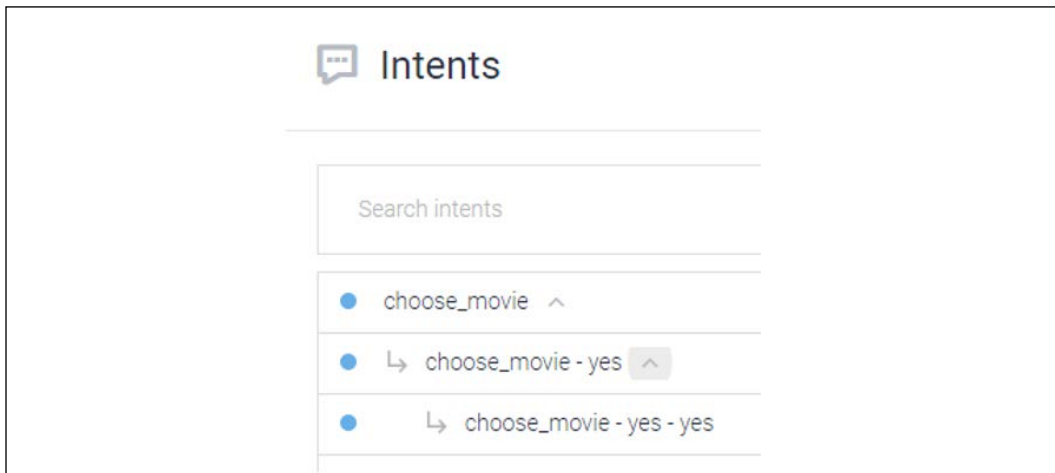 Intents
Search intents
choose_movie
choose_movie - yes
choose_movie - yes - yes